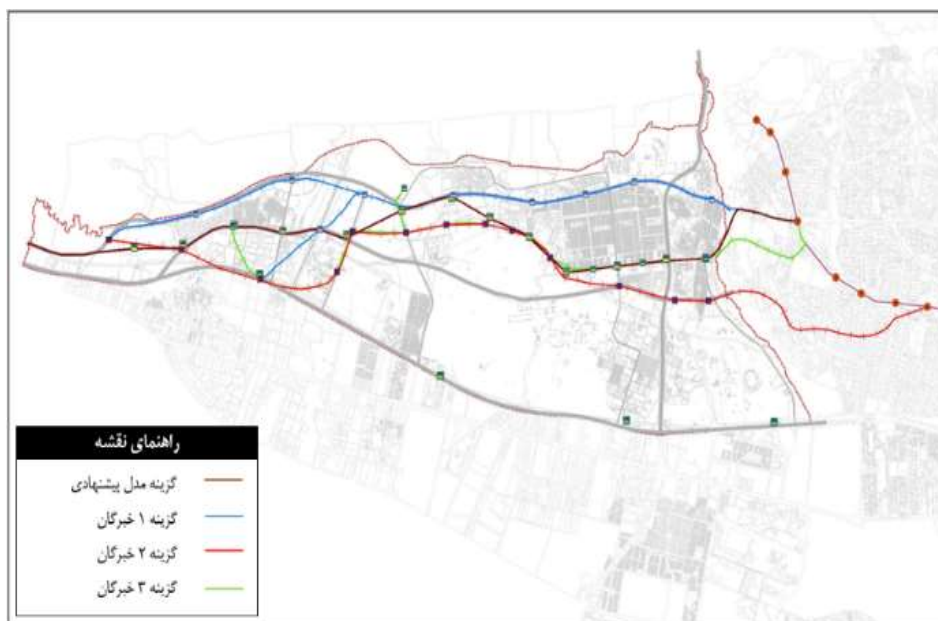 راهنمای نقشه
گزینه مدل پیشنهادی
گزینه ۱ خبرگان
گزینه ۲ خبرگان
گزینه ۳ خبرگان